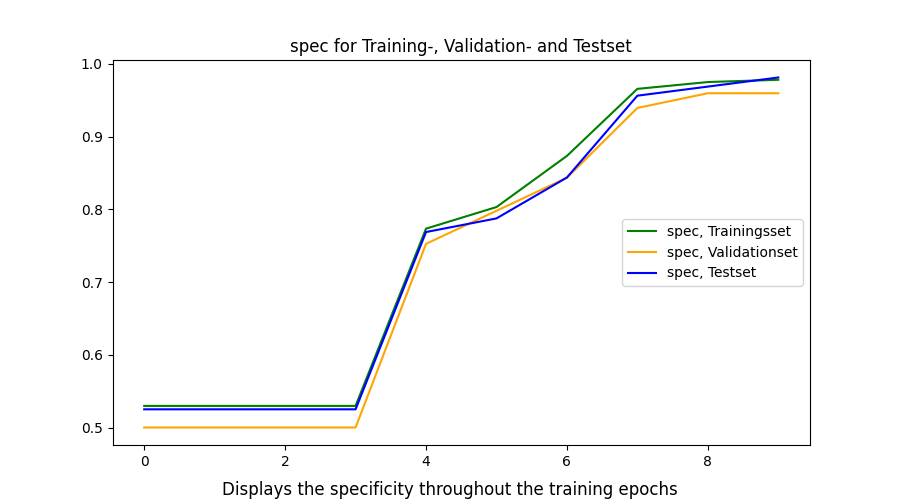 spec for Training-, Validation- and Testset
1.0
0.9
0.8
0.7
0.6
0.5
spec, Trainingsset
spec, Validationset
spec, Testset
0 2 4 6 8
Displays the specificity throughout the training epochs